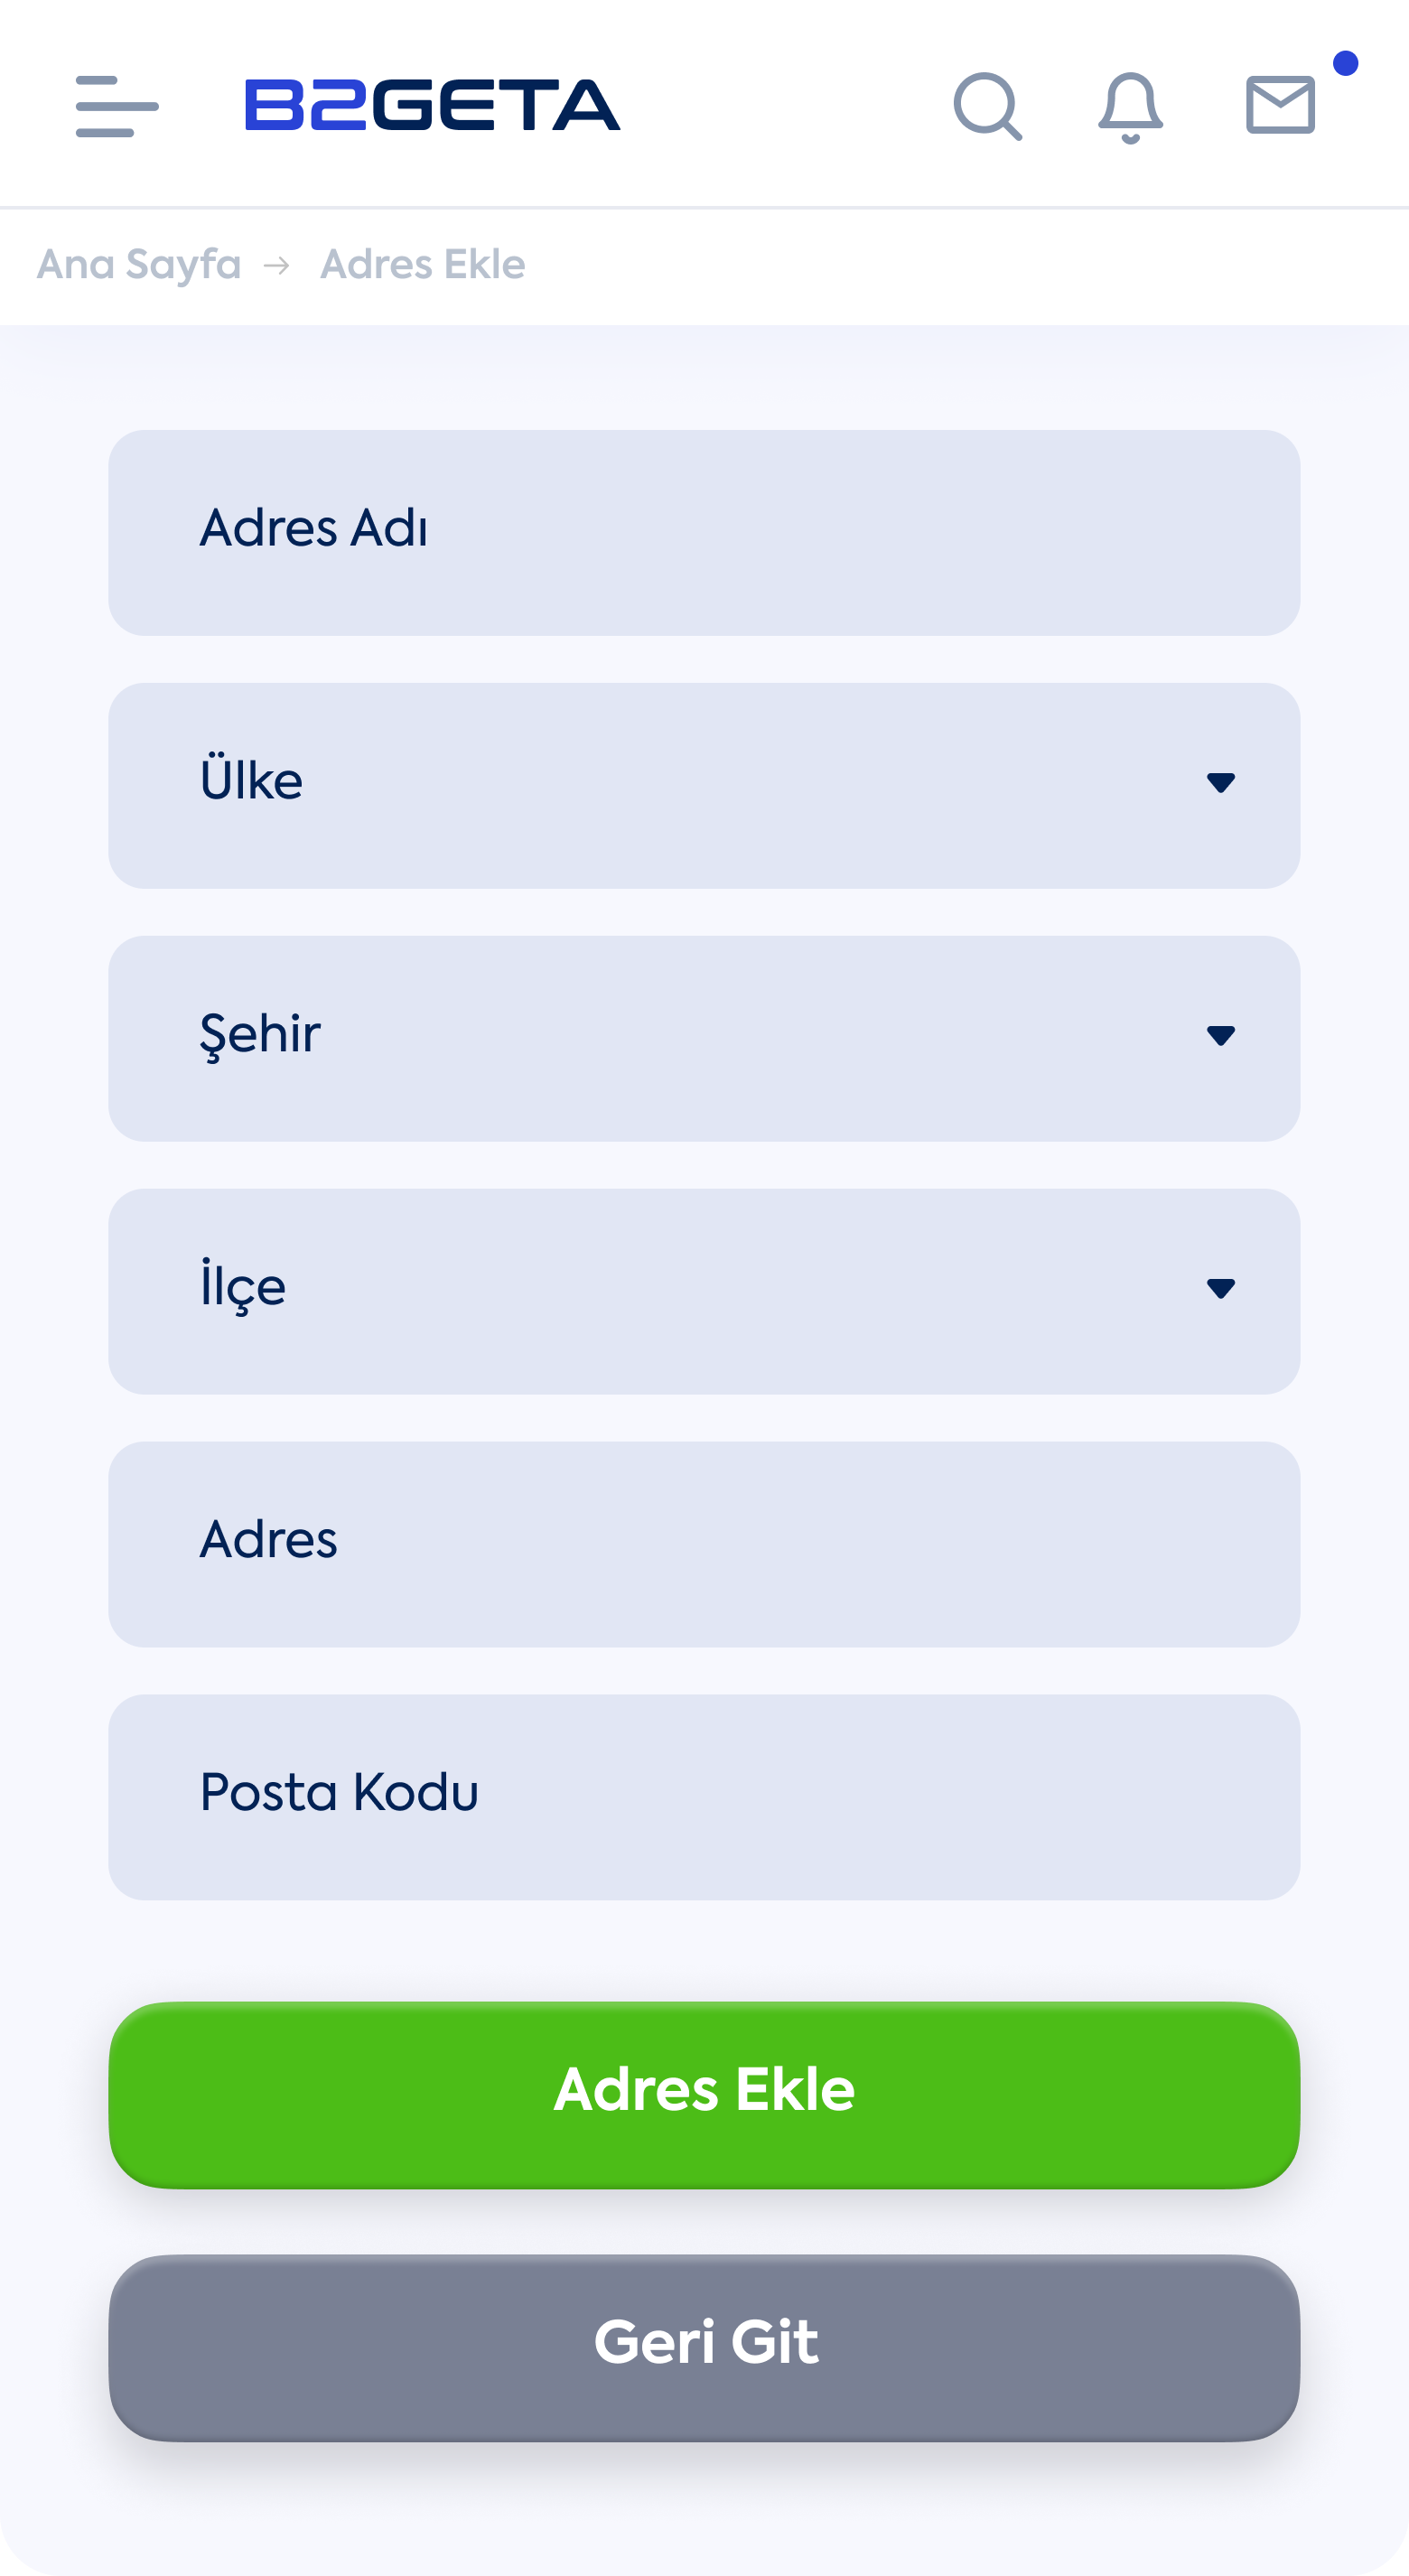 B2GETA
Ana Sayfa → Adres Ekle
Adres Adı
Ülke
Şehir
İlçe
Adres
Posta Kodu
Adres Ekle
Geri Git